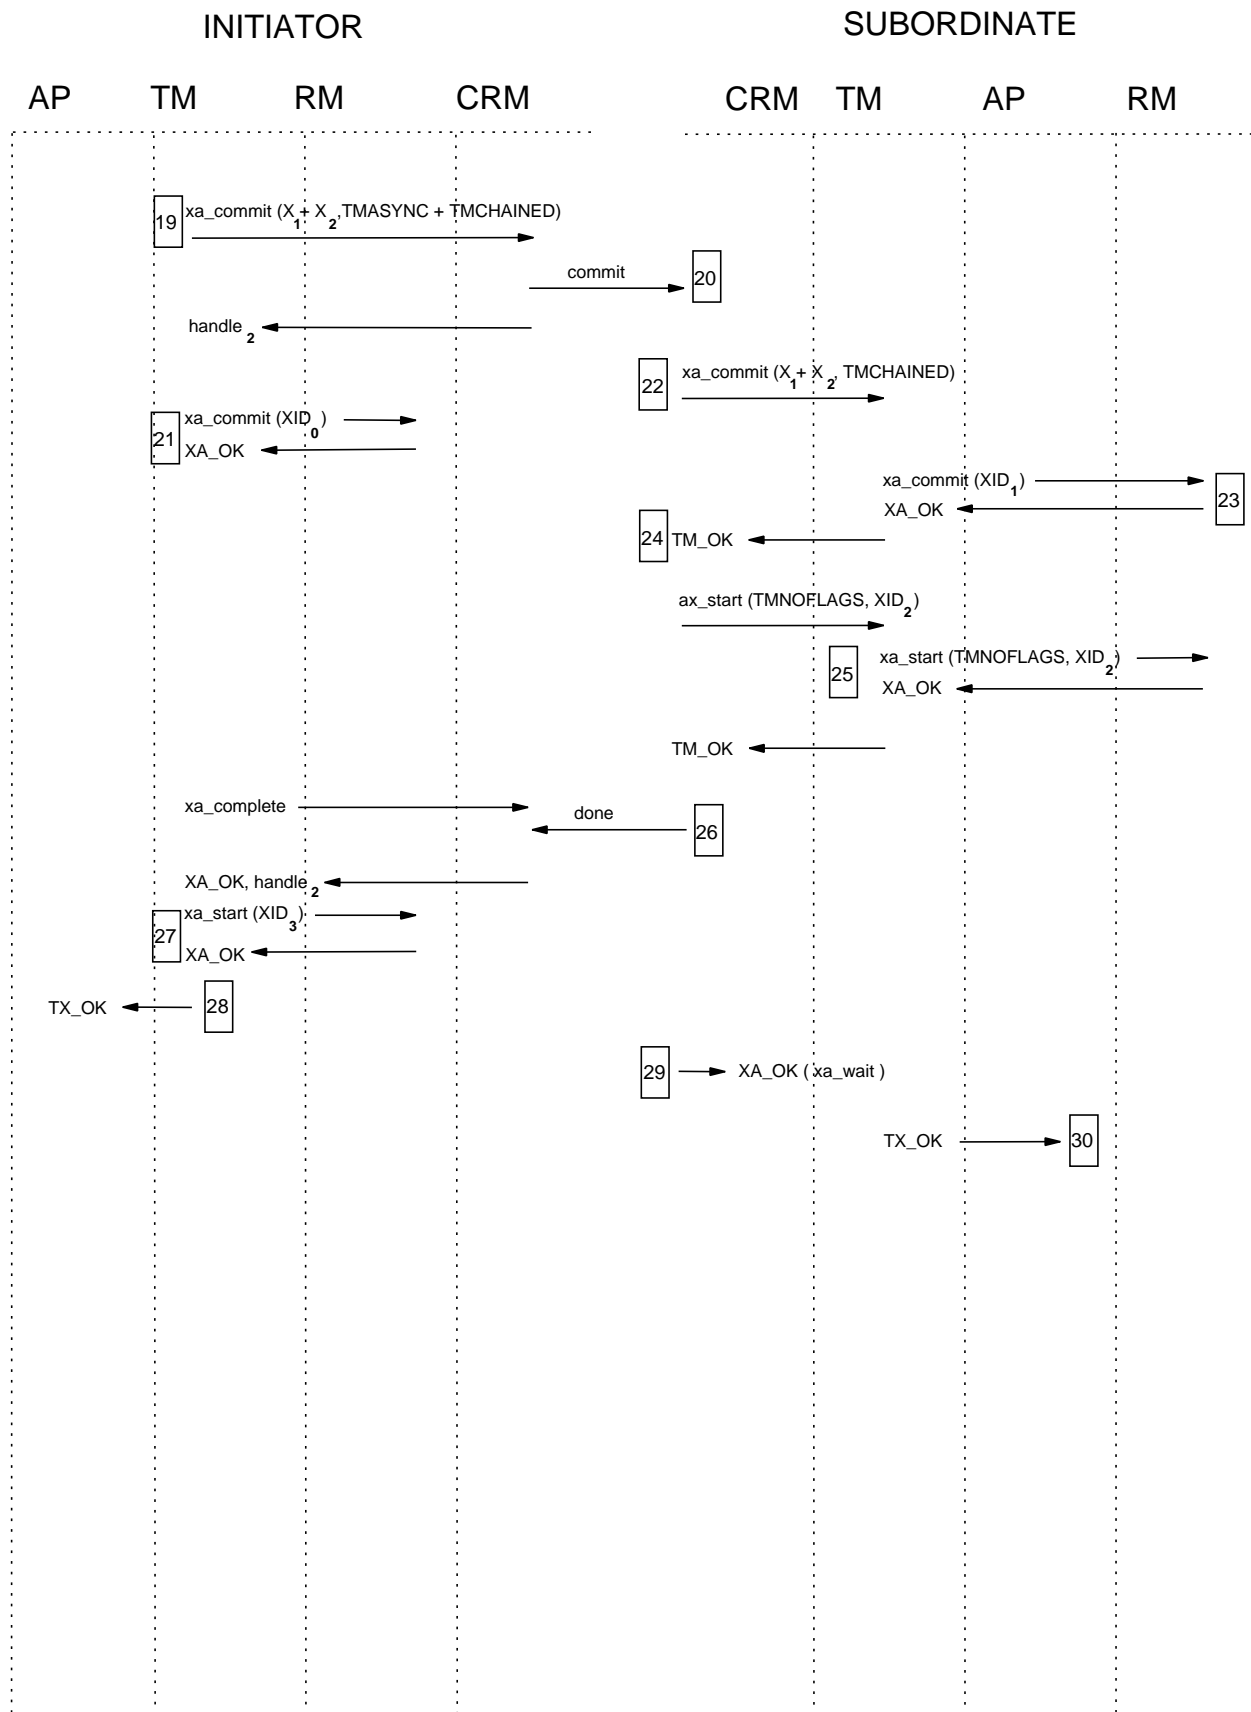 INITIATOR SUBORDINATE
AP TM RM CRM CRM TM AP RM
19 xa_commit (X1+ X2,TMASYNC + TMCHAINED)
commit 20
handle2
22 xa_commit (X1+ X2, TMCHAINED)
21 xa_commit (XID0)
XA_OK
xa_commit (XID1) 23
XA_OK
24 TM_OK
ax_start (TMNOFLAGS, XID2)
25 xa_start (TMNOFLAGS, XID2)
XA_OK
TM_OK
xa_complete
done 26
XA_OK, handle2
27 xa_start (XID3)
XA_OK
TX_OK 28
29 XA_OK ( xa_wait )
TX_OK 30